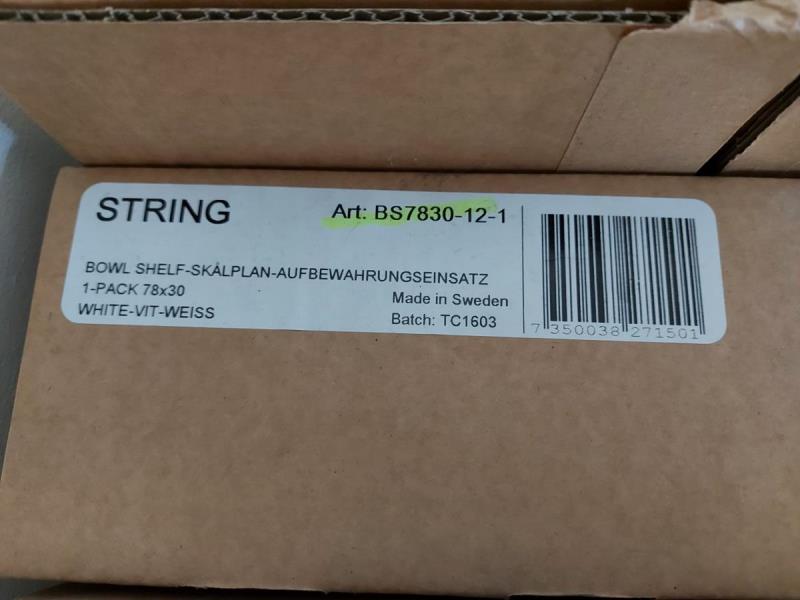 STRING
Art: BS7830-12-1
BOWL SHELF-SKÅLPLAN-AUFBEWAHRUNGSEINSATZ
1-PACK 78x30
WHITE-VIT-WEISS
Made in Sweden
Batch: TC1603
7 350038 271501